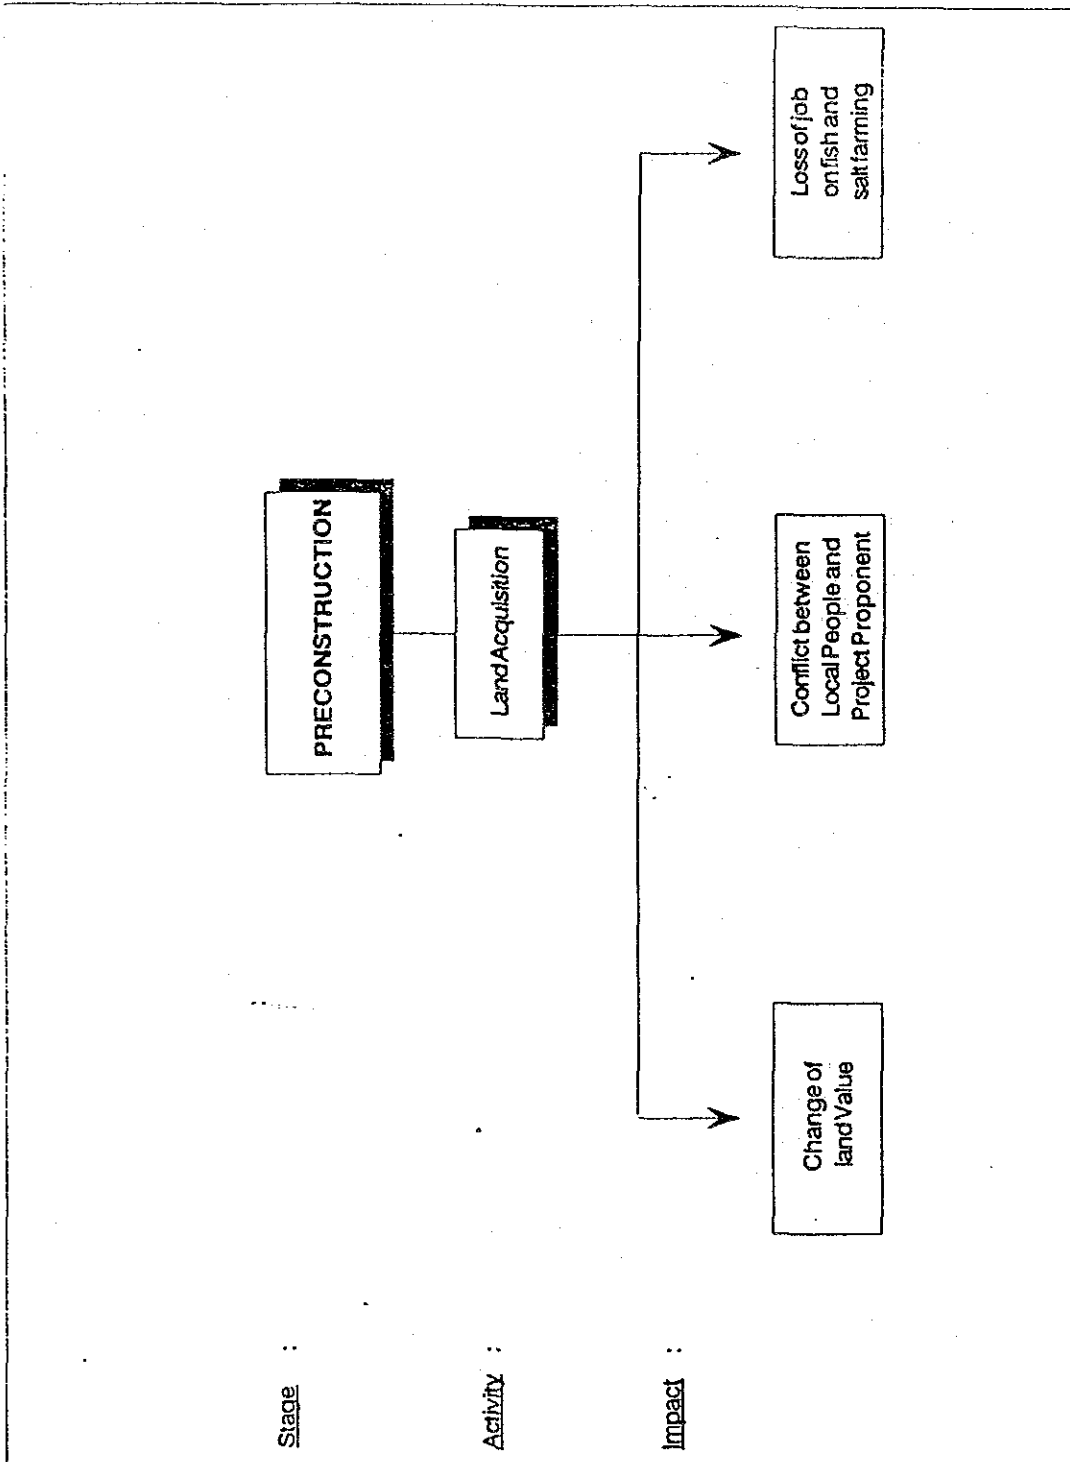 Stage :
PRECONSTRUCTION
Activity :
Land Acquisition
Impact :
Change of
land Value
Conflict between
Local People and
Project Proponent
Loss of job
on fish and
salt farming